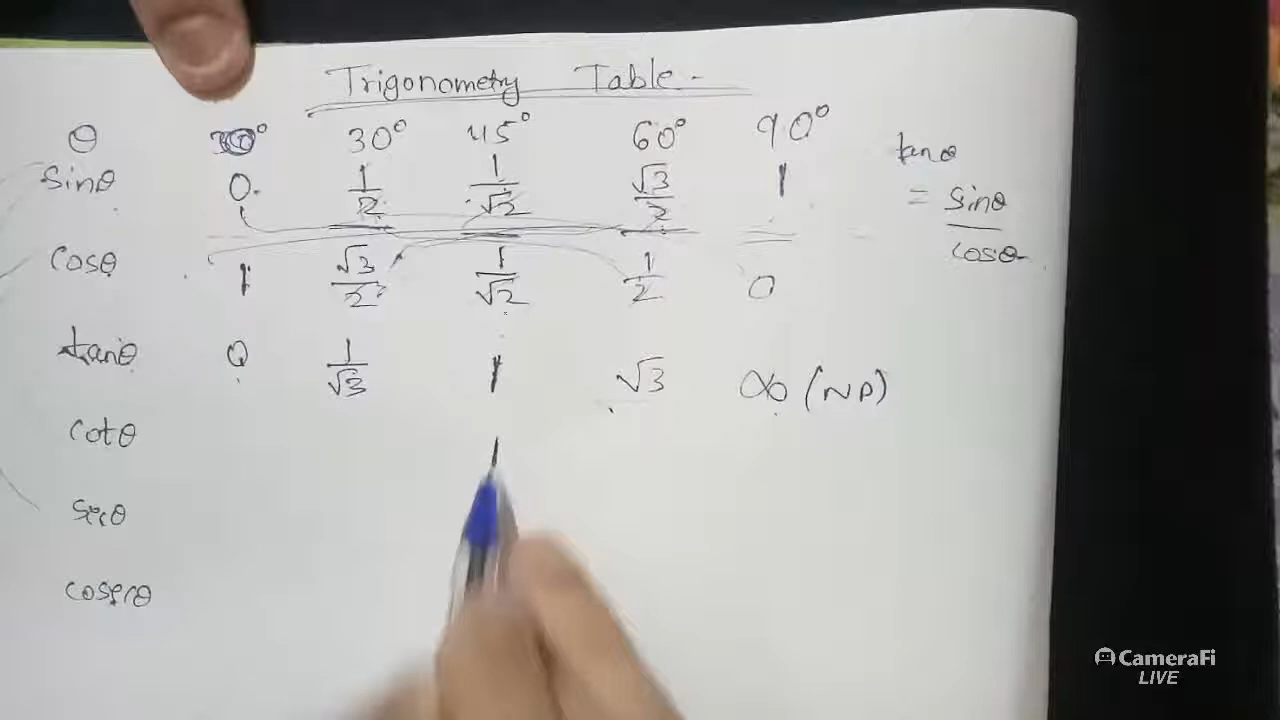 Trigonometry Table
θ 30° 45° 60° 90°
sinθ 0 1/2 1/√2 √3/2 1
cosθ 1 √3/2 1/√2 1/2 0
tanθ 0 1/√3 1 √3 ∞ (ND)
cotθ
secθ
cosecθ
tanθ
= sinθ/cosθ
CameraFi
LIVE